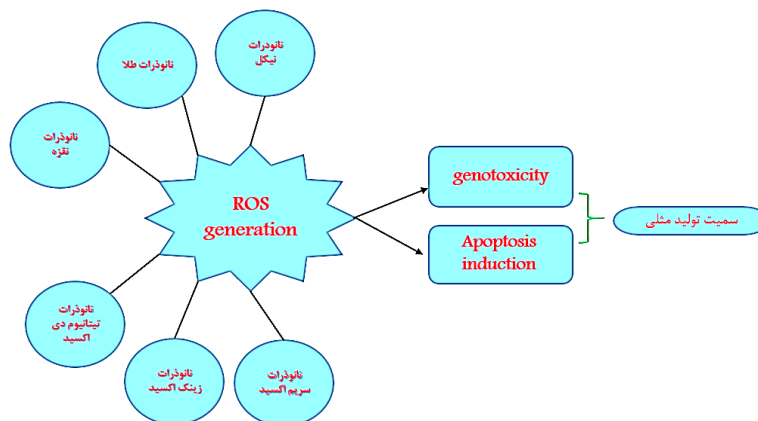 نانوذرات
نیکل
نانوذرات طلا
نانوذرات
نقره
ROS
generation
genotoxicity
Apoptosis
induction
سمیت تولید مثلی
نانوذرات
تیتانیوم دی
اکسید
نانوذرات
زینک اکسید
نانوذرات
سریم اکسید